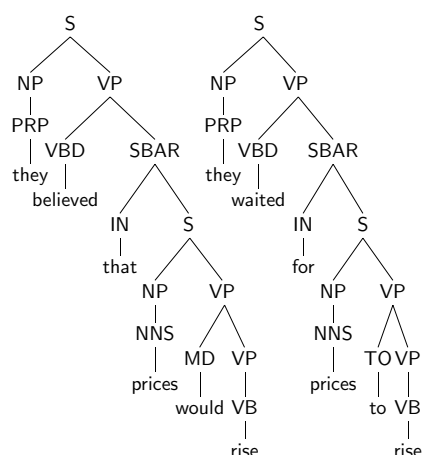 S S
NP VP NP VP
PRP PRP
VBD SBAR VBD SBAR
they they
believed waited
IN S IN S
that for
NP VP NP VP
NNS NNS
MD VP TO VP
prices prices
would VB to VB
rise rise